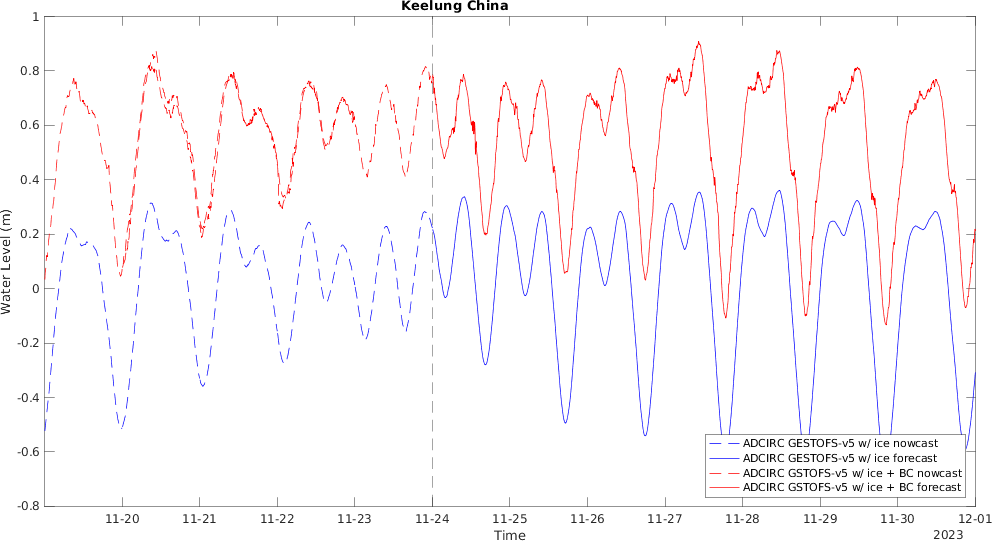 Keelung China
Water Level (m)
1
0.8
0.6
0.4
0.2
0
-0.2
-0.4
-0.6
-0.8
ADCIRC GESTOFS-v5 w/ ice nowcast
ADCIRC GESTOFS-v5 w/ ice forecast
ADCIRC GSTOFS-v5 w/ ice + BC nowcast
ADCIRC GSTOFS-v5 w/ ice + BC forecast
11-20 11-21 11-22 11-23 11-24 11-25 11-26 11-27 11-28 11-29 11-30 12-01
Time
2023